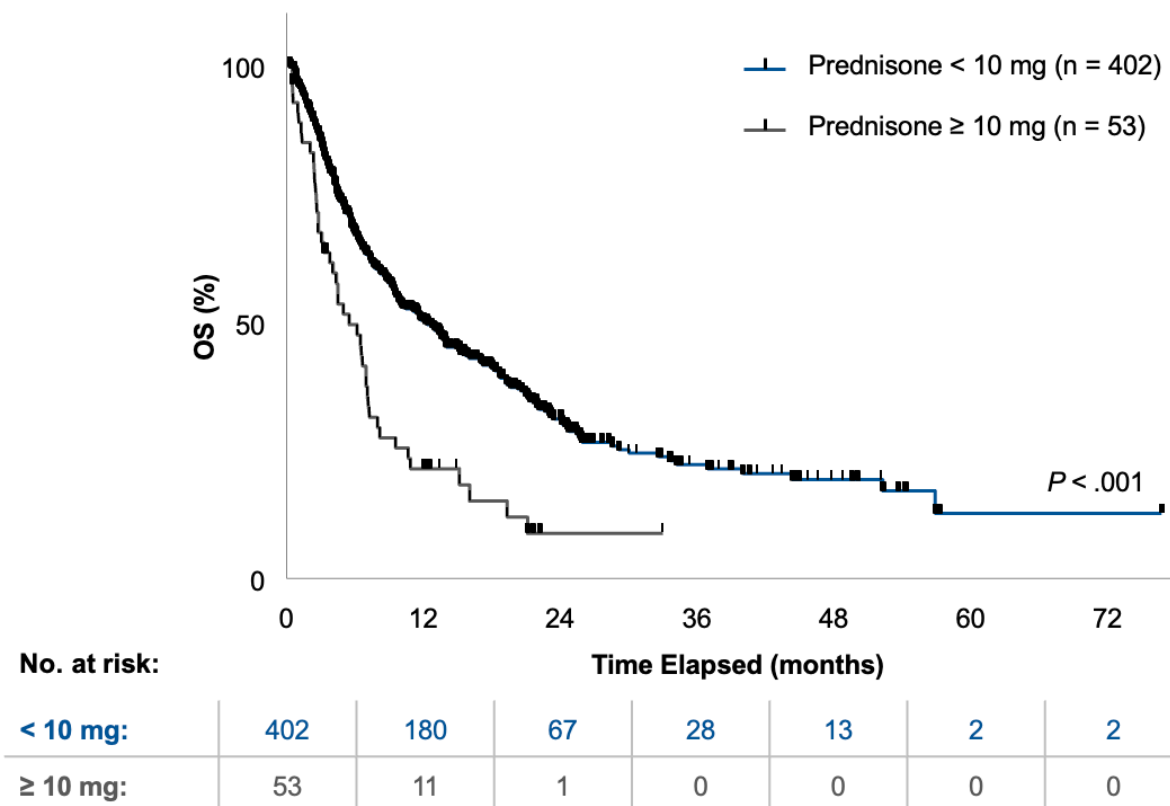 100
50
0
OS (%)
Prednisone < 10 mg (n = 402)
Prednisone ≥ 10 mg (n = 53)
P < .001
0 12 24 36 48 60 72
Time Elapsed (months)
No. at risk:
< 10 mg: 402 180 67 28 13 2 2
≥ 10 mg: 53 11 1 0 0 0 0